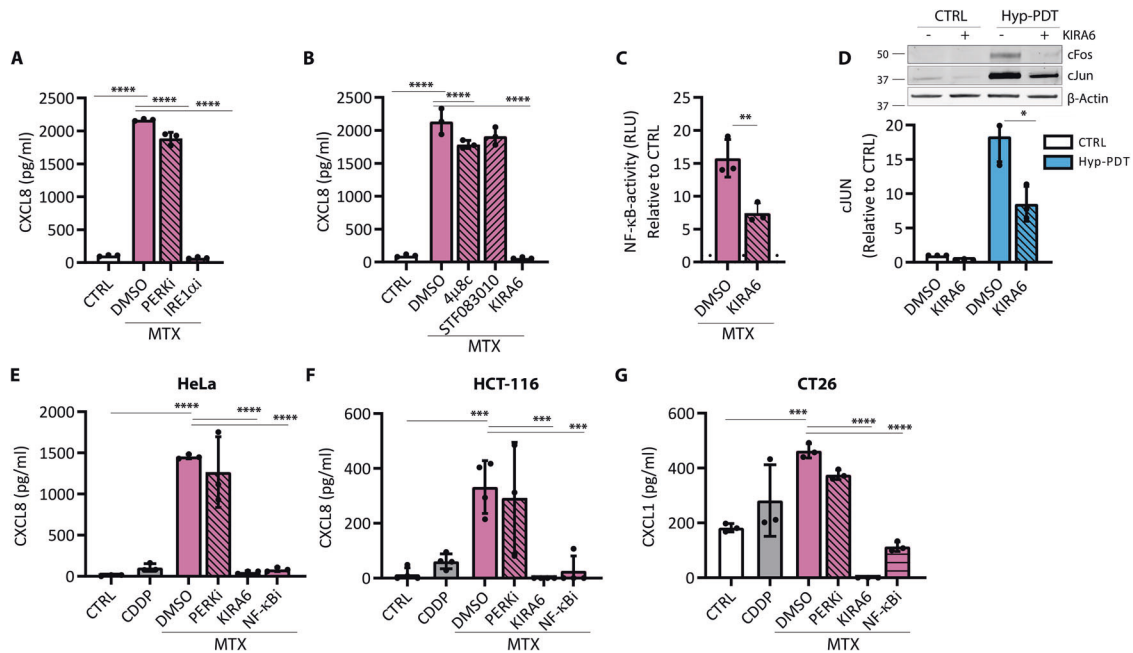 A
CXCL8 (pg/ml)
2500
2000
1500
1000
500
0
****
****
****
CTRL
DMSO
PERKi
IRE1αi
MTX
B
CXCL8 (pg/ml)
2500
2000
1500
1000
500
0
****
****
****
CTRL
DMSO
4μ8c
STF083010
KIRA6
MTX
C
NF-κB-activity (RLU)
Relative to CTRL
25
20
15
10
5
0
**
DMSO
KIRA6
MTX
D
CTRL
Hyp-PDT
- + - + KIRA6
50 cFos
37 cJun
37 β-Actin
cJUN
(Relative to CTRL)
20
15
10
5
0
*
CTRL
Hyp-PDT
DMSO
KIRA6
DMSO
KIRA6
E
HeLa
CXCL8 (pg/ml)
2000
1500
1000
500
0
****
****
****
CTRL
CDDP
DMSO
PERKi
KIRA6
NF-κBi
MTX
F
HCT-116
CXCL8 (pg/ml)
600
400
200
0
***
***
***
CTRL
CDDP
DMSO
PERKi
KIRA6
NF-κBi
MTX
G
CT26
CXCL1 (pg/ml)
600
400
200
0
***
****
****
CTRL
CDDP
DMSO
PERKi
KIRA6
NF-κBi
MTX